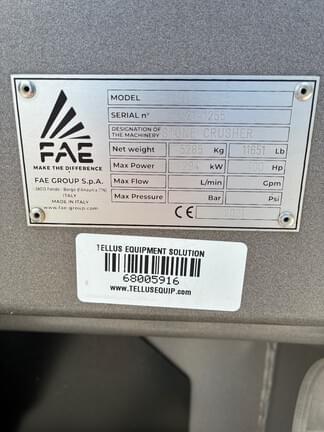 MODEL
SERIAL n°
DESIGNATION OF THE MACHINERY
STONE CRUSHER
Net weight 5285 Kg 11651 Lb
Max Power kW Hp
Max Flow L/min Gpm
Max Pressure Bar Psi
CE
FAE
MAKE THE DIFFERENCE
FAE GROUP S.p.A.
ITALY
MADE IN ITALY
www.fae-group.com
TELLUS EQUIPMENT SOLUTION
68005916
www.TELLUSEQUIP.com